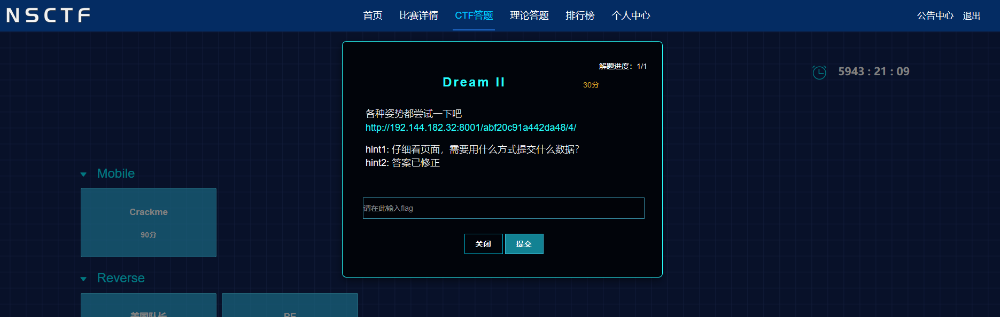 NSCTF
首页 比赛详情 CTF答题 理论答题 排行榜 个人中心 公告中心 退出
解题进度：1/1
5943 : 21 : 09
Dream II
30分
各种姿势都尝试一下吧
http://192.144.182.32:8001/abf20c91a442da48/4/
hint1: 仔细看页面，需要用什么方式提交什么数据？
hint2: 答案已修正
Mobile
请在此输入flag
Crackme
90分
关闭 提交
Reverse
美国队长 RE